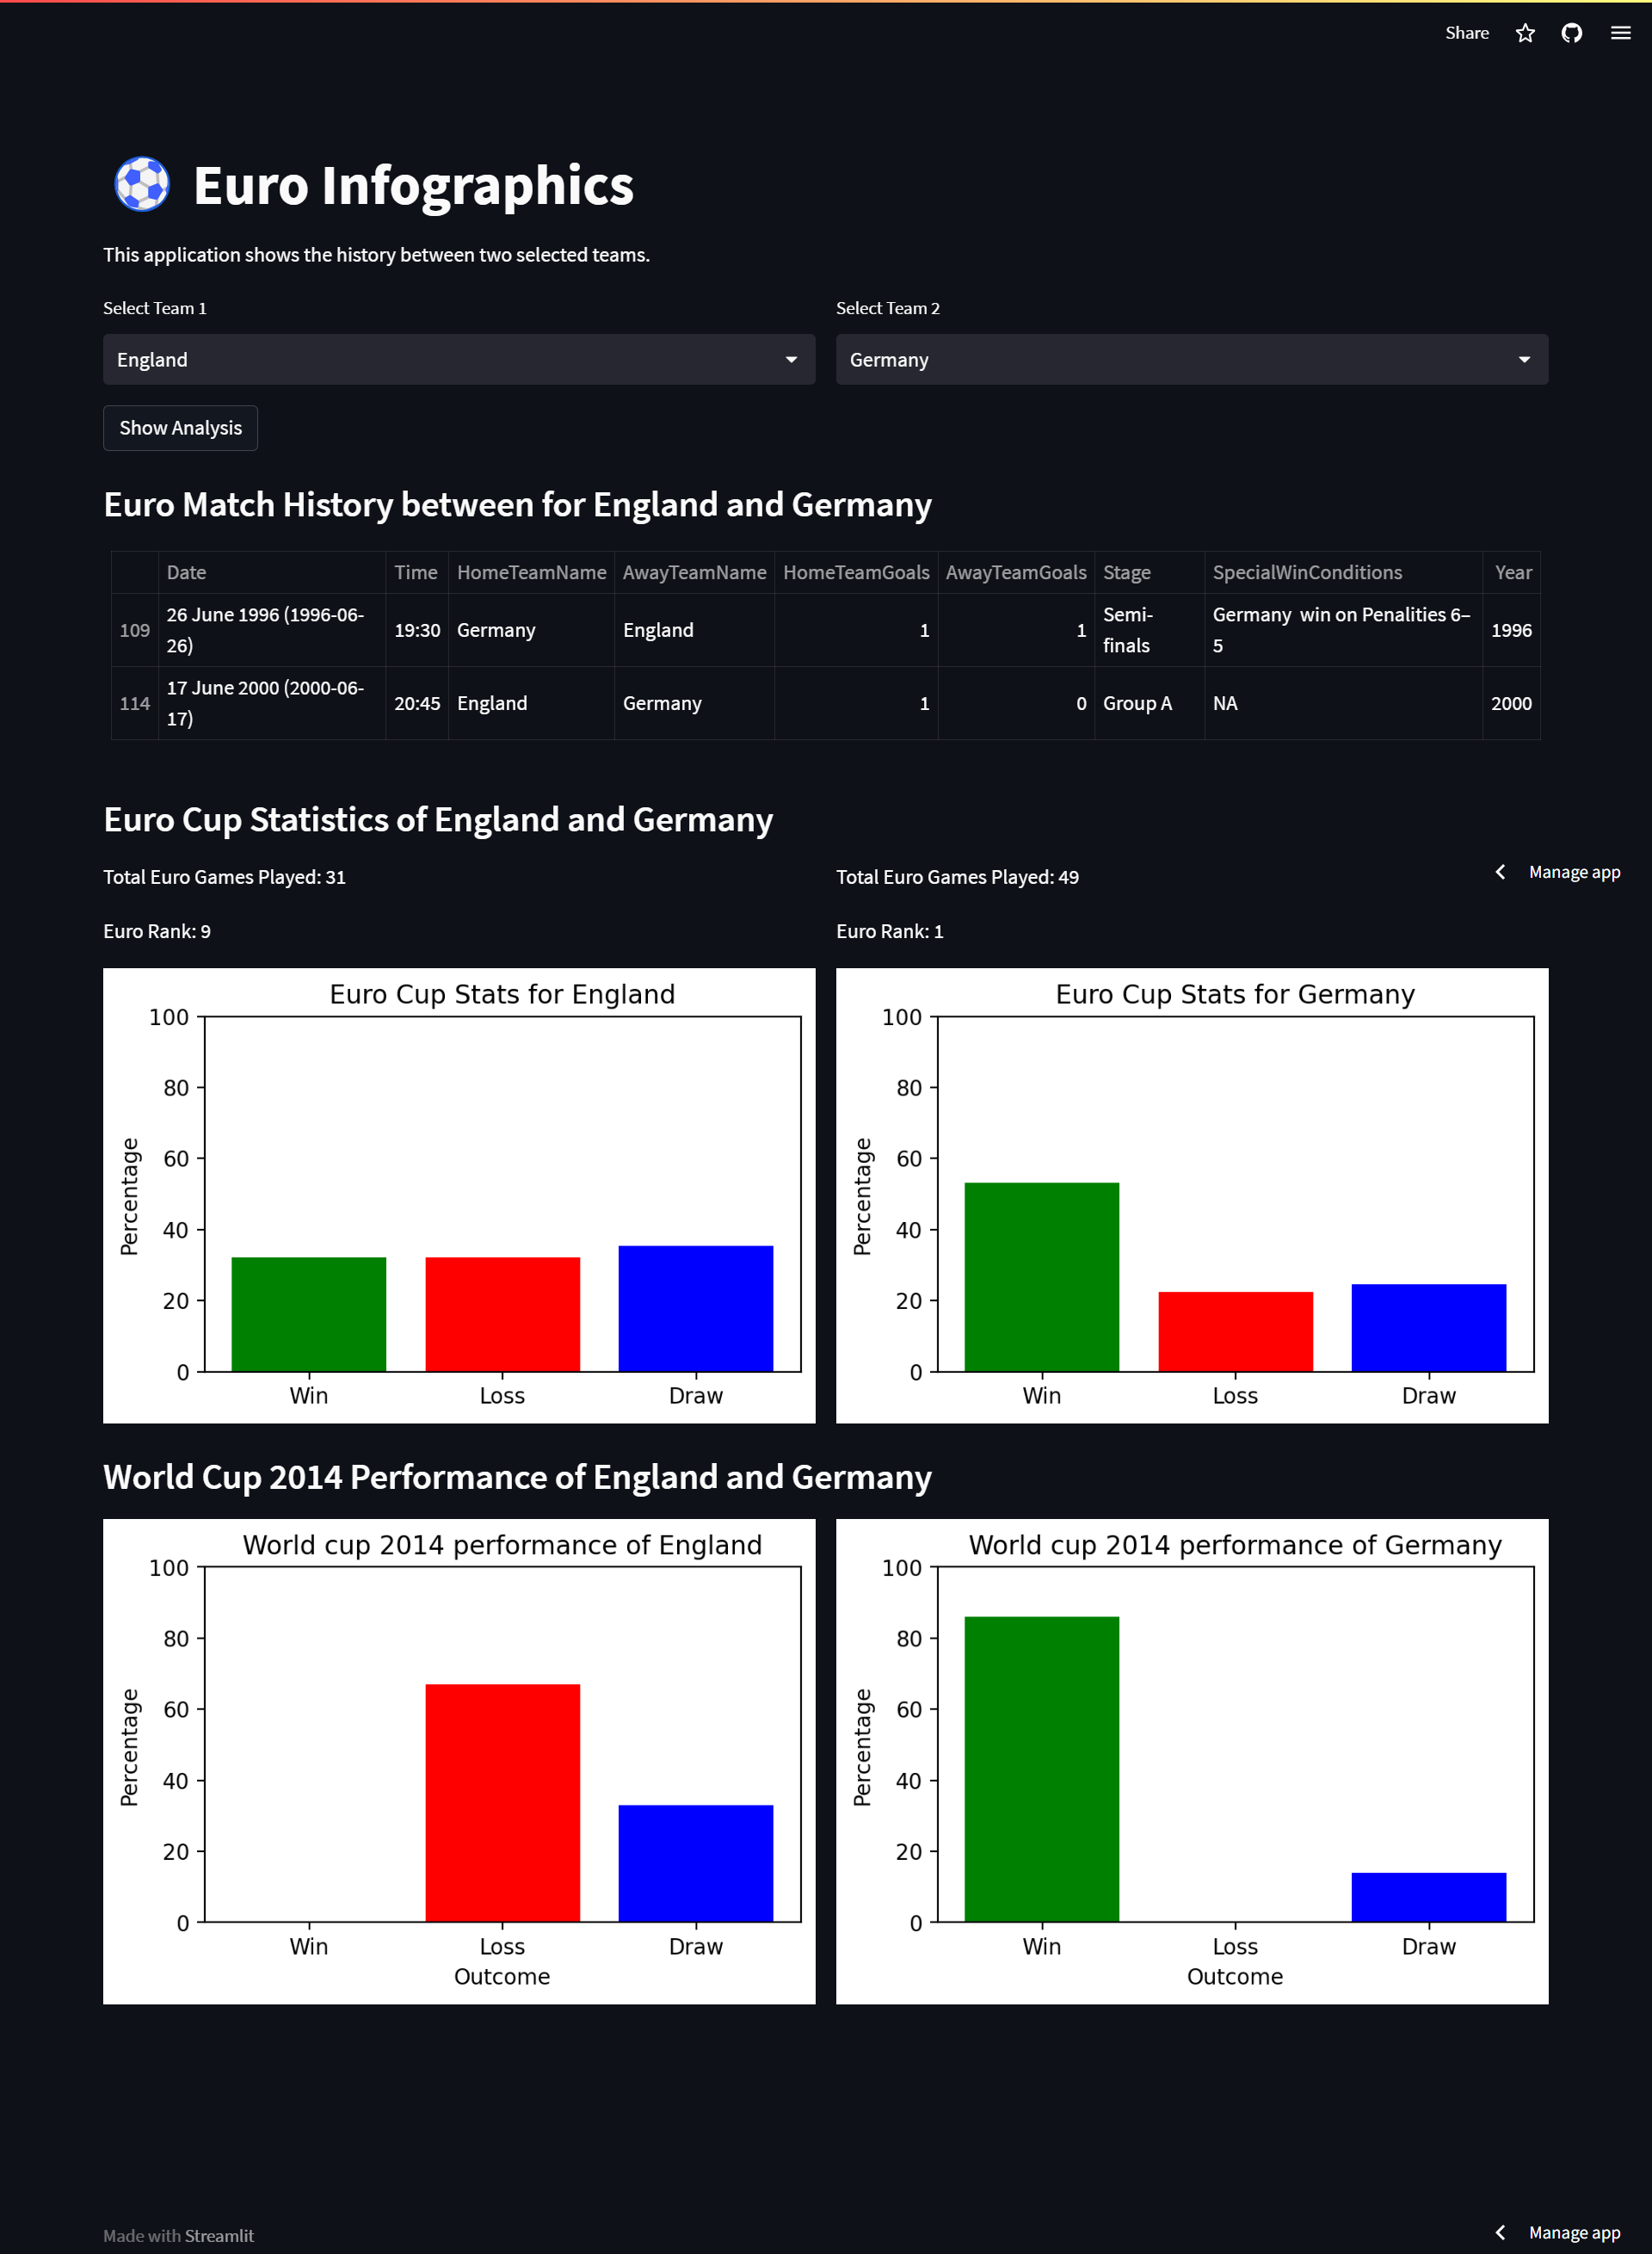 Share
Euro Infographics
This application shows the history between two selected teams.
Select Team 1
Select Team 2
England
Germany
Show Analysis
Euro Match History between for England and Germany
Date Time HomeTeamName AwayTeamName HomeTeamGoals AwayTeamGoals Stage SpecialWinConditions Year
109 26 June 1996 (1996-06-26) 19:30 Germany England 1 1 Semi-finals Germany  win on Penalities 6–5 1996
114 17 June 2000 (2000-06-17) 20:45 England Germany 1 0 Group A NA 2000
Euro Cup Statistics of England and Germany
Total Euro Games Played: 31
Total Euro Games Played: 49
Manage app
Euro Rank: 9
Euro Rank: 1
Euro Cup Stats for England
100
80
60
40
20
0
Percentage
Win Loss Draw
Euro Cup Stats for Germany
100
80
60
40
20
0
Percentage
Win Loss Draw
World Cup 2014 Performance of England and Germany
World cup 2014 performance of England
100
80
60
40
20
0
Percentage
Win Loss Draw
Outcome
World cup 2014 performance of Germany
100
80
60
40
20
0
Percentage
Win Loss Draw
Outcome
Made with Streamlit
Manage app